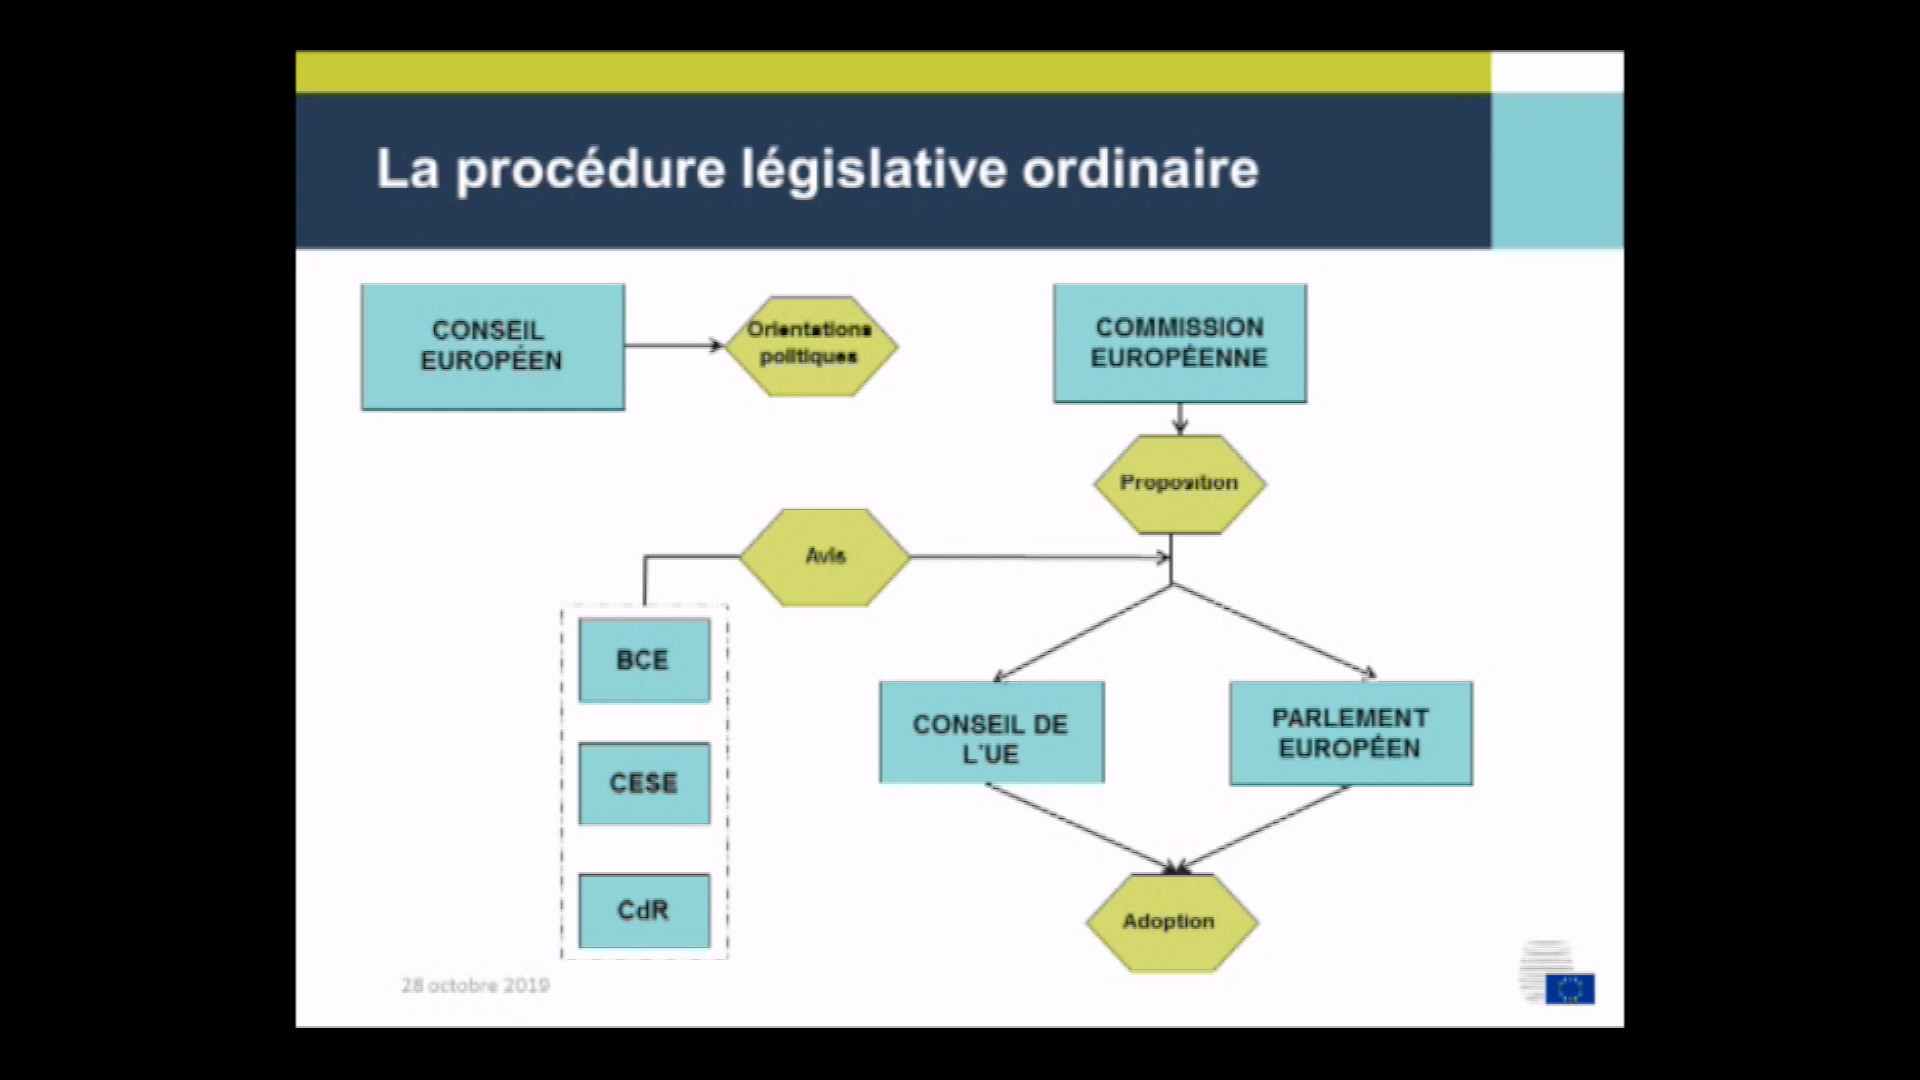 La procédure législative ordinaire
CONSEIL
EUROPÉEN
Orientations
politiques
COMMISSION
EUROPÉENNE
Proposition
Avis
BCE
CESE
CdR
CONSEIL DE
L'UE
PARLEMENT
EUROPÉEN
Adoption
28 octobre 2019